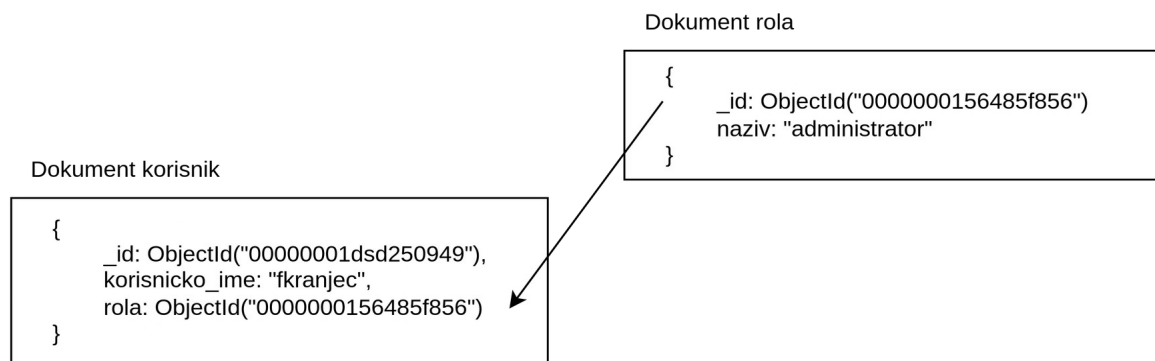 Dokument rola
{
_id: ObjectId("0000000156485f856")
naziv: "administrator"
}
Dokument korisnik
{
_id: ObjectId("00000001dsd250949"),
korisnicko_ime: "fkranjec",
rola: ObjectId("0000000156485f856")
}